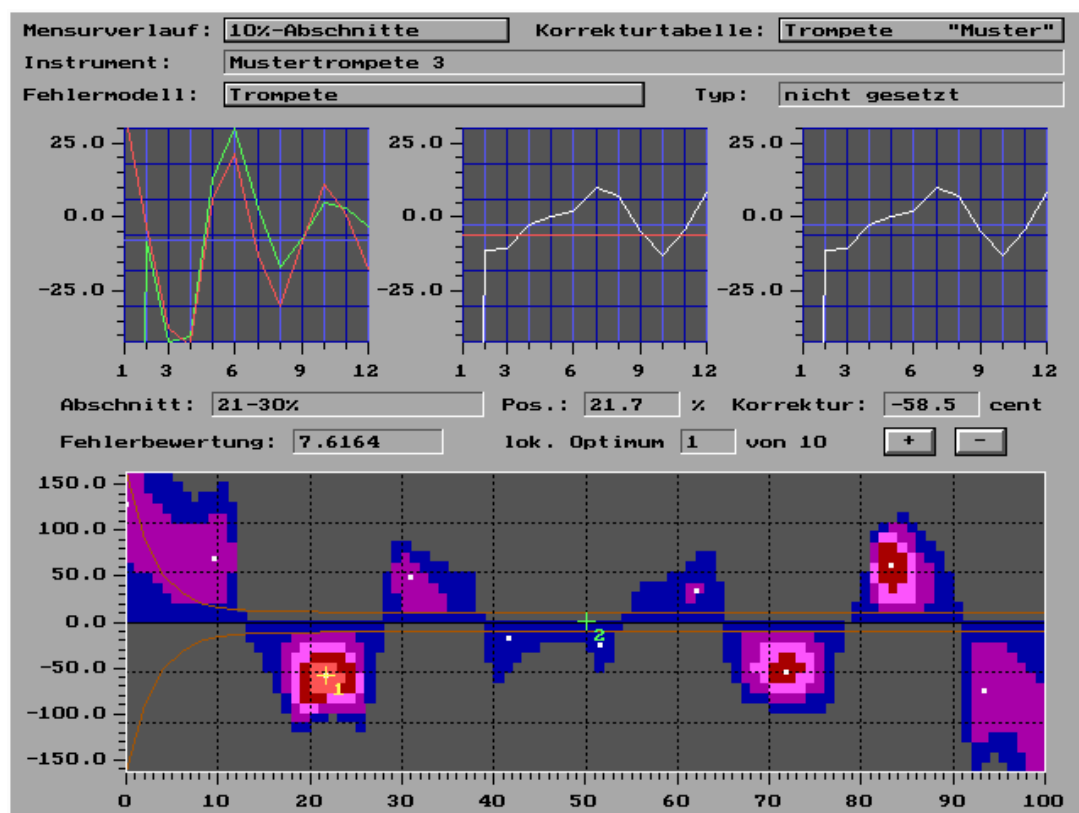 Mensurverlauf: 10%-Abschnitte Korrekturtabelle: Trompete "Muster"
Instrument: Mustertrompete 3
Fehlermodell: Trompete Typ: nicht gesetzt
25.0 25.0 25.0
0.0 0.0 0.0
-25.0 -25.0 -25.0
1 3 6 9 12 1 3 6 9 12 1 3 6 9 12
Abschnitt: 21-30% Pos.: 21.7 % Korrektur: -58.5 cent
Fehlerbewertung: 7.6164 lok. Optimum 1 von 10 + -
150.0
100.0
50.0
0.0
2
-50.0
1
-100.0
-150.0
0 10 20 30 40 50 60 70 80 90 100